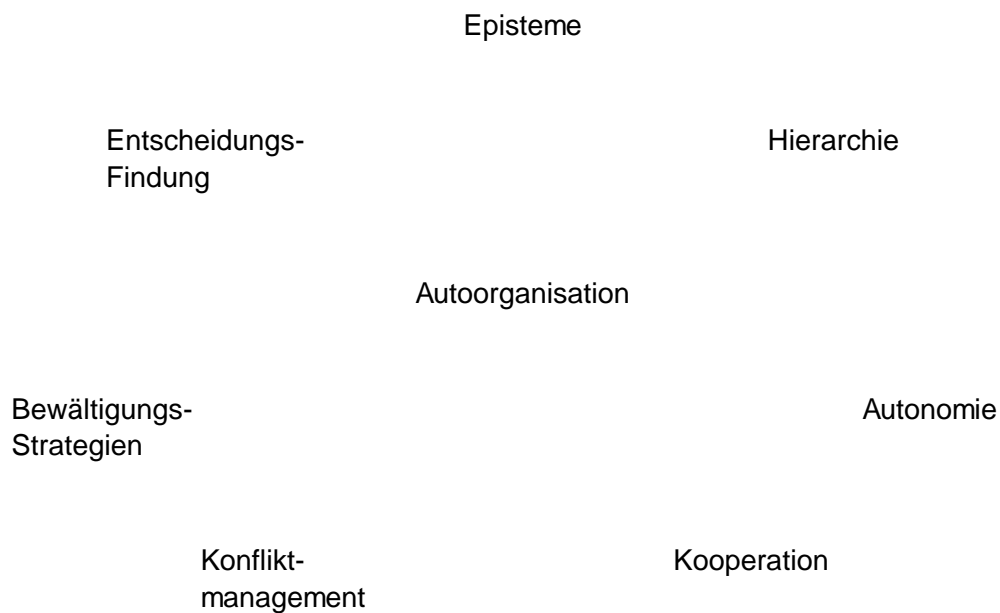 Episteme
Entscheidungs-
Findung
Hierarchie
Autoorganisation
Bewältigungs-
Strategien
Autonomie
Konflikt-
management
Kooperation